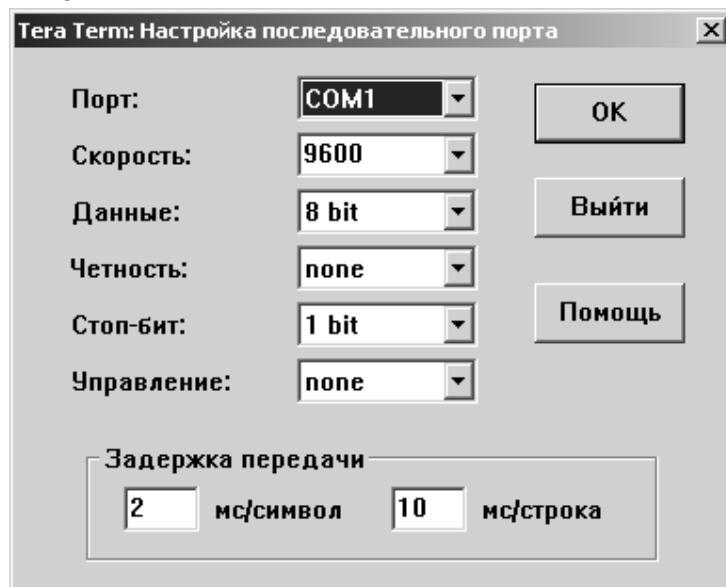 Tera Term: Настройка последовательного порта
Порт: COM1
OK
Скорость: 9600
Данные: 8 bit
Выйти
Четность: none
Стоп-бит: 1 bit
Помощь
Управление: none
Задержка передачи
2 мс/символ 10 мс/строка